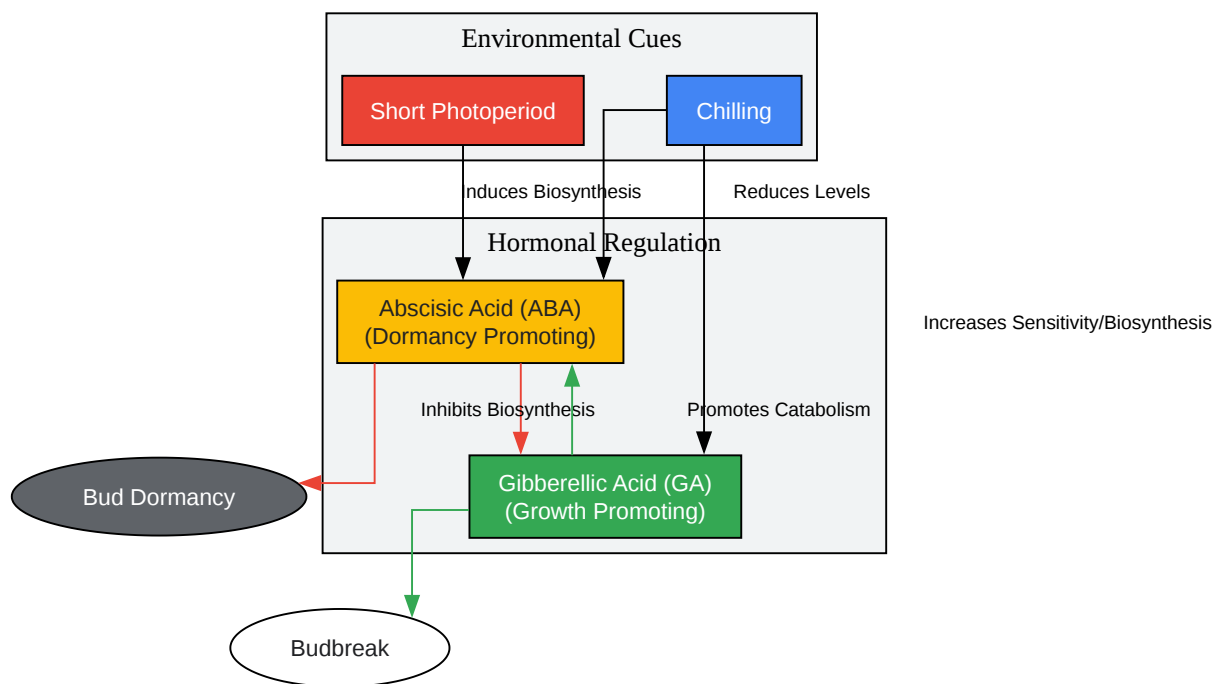 Environmental Cues
Short Photoperiod
Chilling
Induces Biosynthesis
Reduces Levels
Hormonal Regulation
Abscisic Acid (ABA)
(Dormancy Promoting)
Increases Sensitivity/Biosynthesis
Inhibits Biosynthesis
Promotes Catabolism
Gibberellic Acid (GA)
(Growth Promoting)
Bud Dormancy
Budbreak